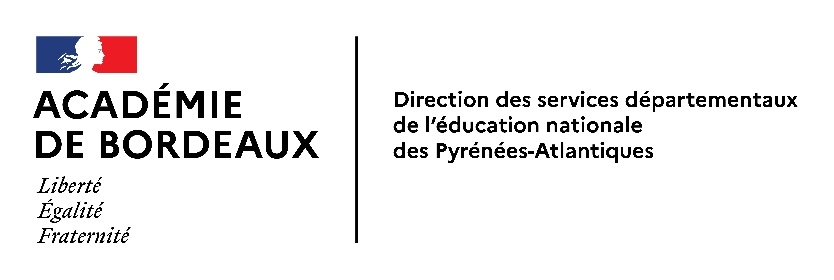 ACADÉMIE
DE BORDEAUX
Liberté
Égalité
Fraternité
Direction des services départementaux
de l'éducation nationale
des Pyrénées-Atlantiques